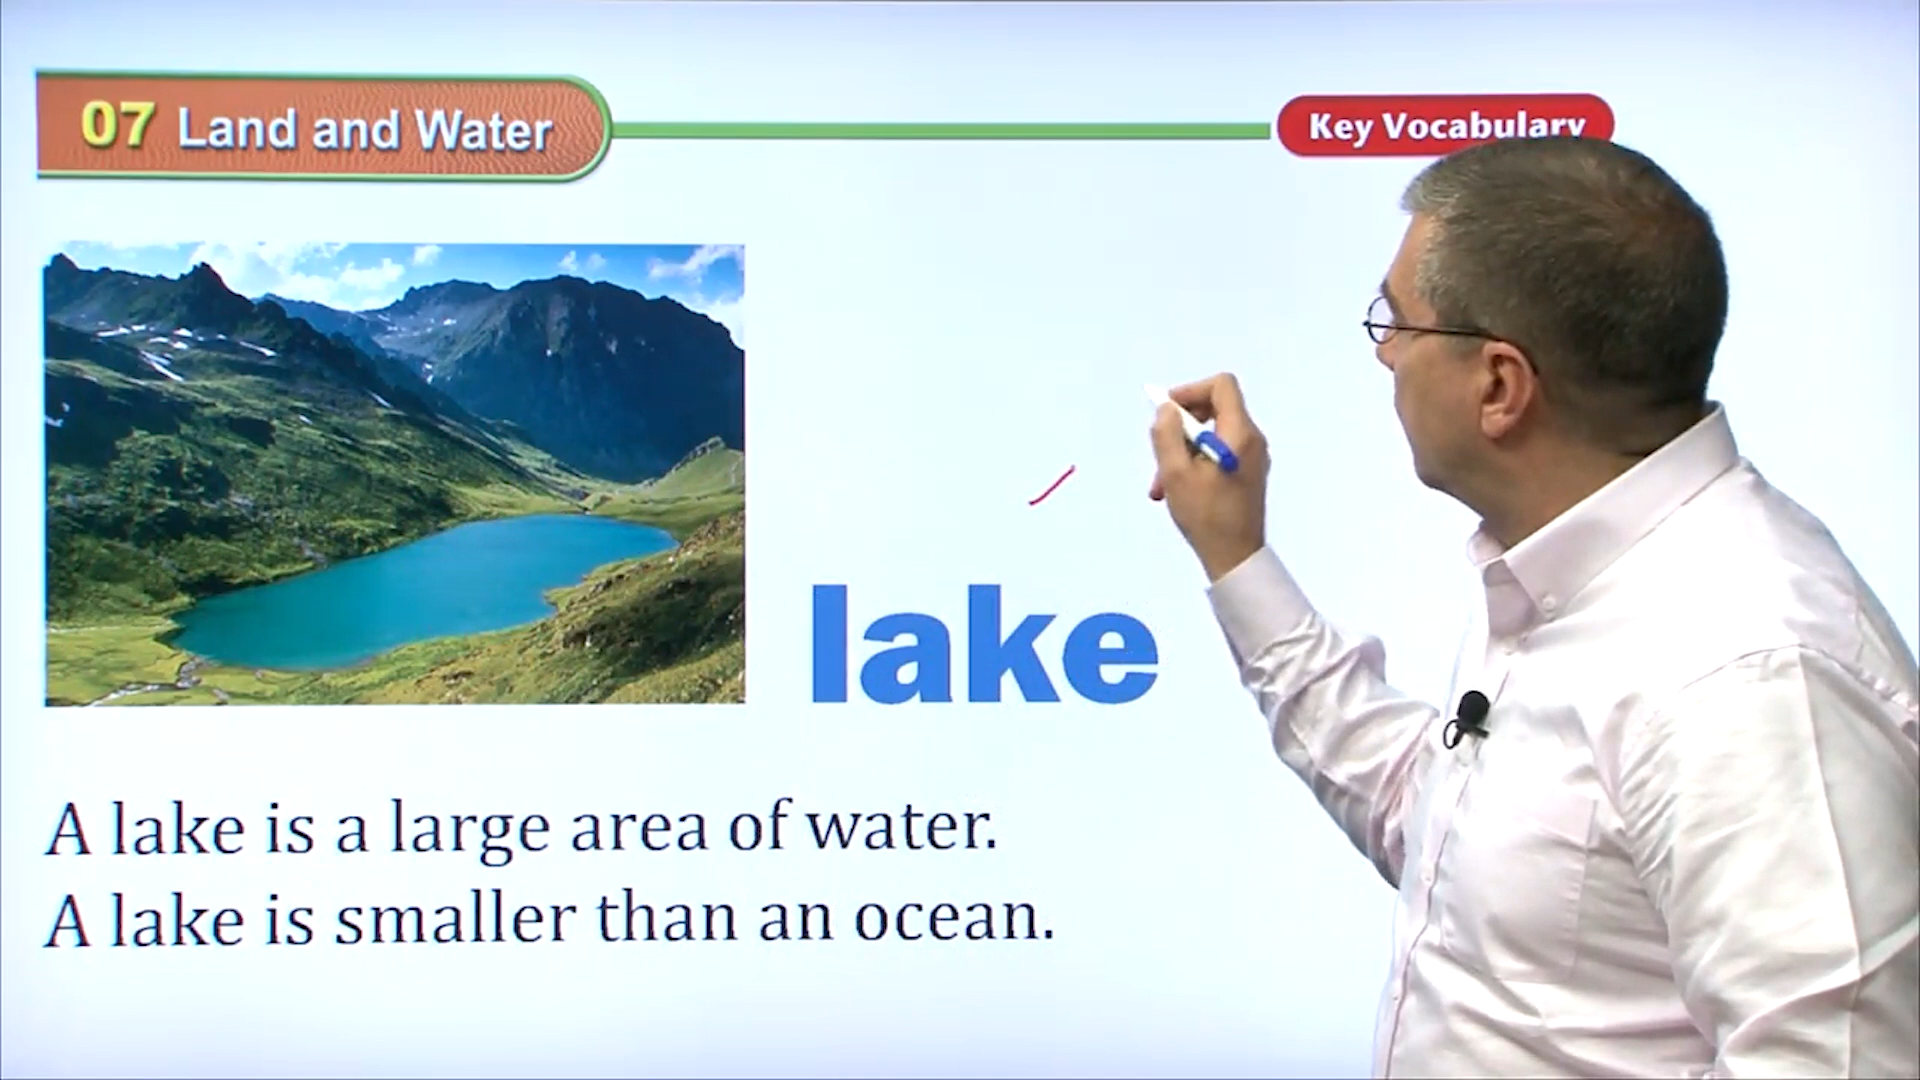 07 Land and Water
Key Vocabulary
lake
A lake is a large area of water.
A lake is smaller than an ocean.